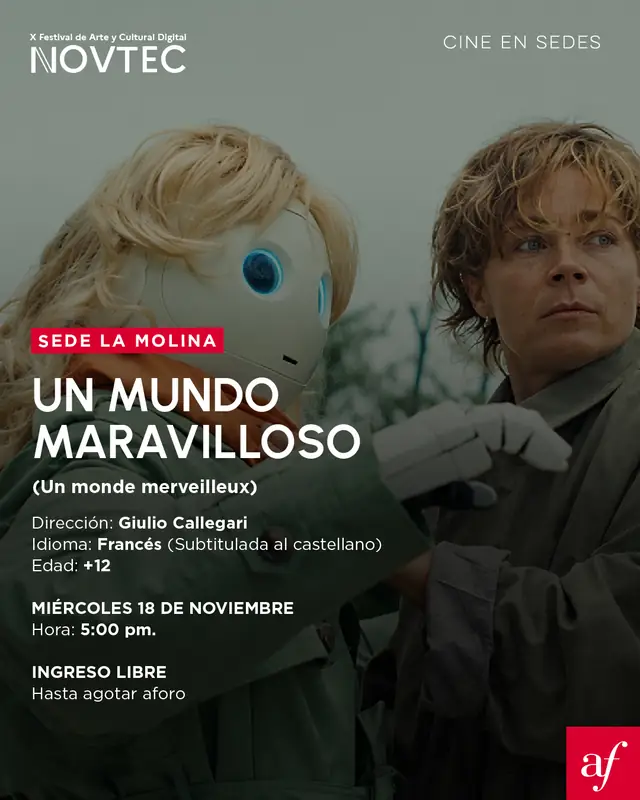 X Festival de Arte y Cultural Digital
NOVTEC
CINE EN SEDES
SEDE LA MOLINA
UN MUNDO
MARAVILLOSO
(Un monde merveilleux)
Dirección: Giulio Callegari
Idioma: Francés (Subtitulada al castellano)
Edad: +12
MIÉRCOLES 18 DE NOVIEMBRE
Hora: 5:00 pm.
INGRESO LIBRE
Hasta agotar aforo
af